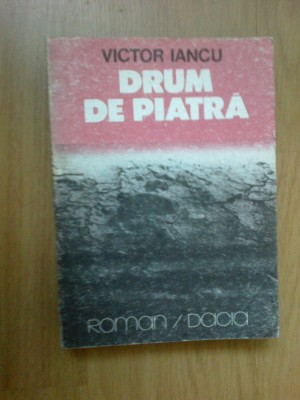 VICTOR IANCU
DRUM
DE PIATRĂ
Roman / Dacia